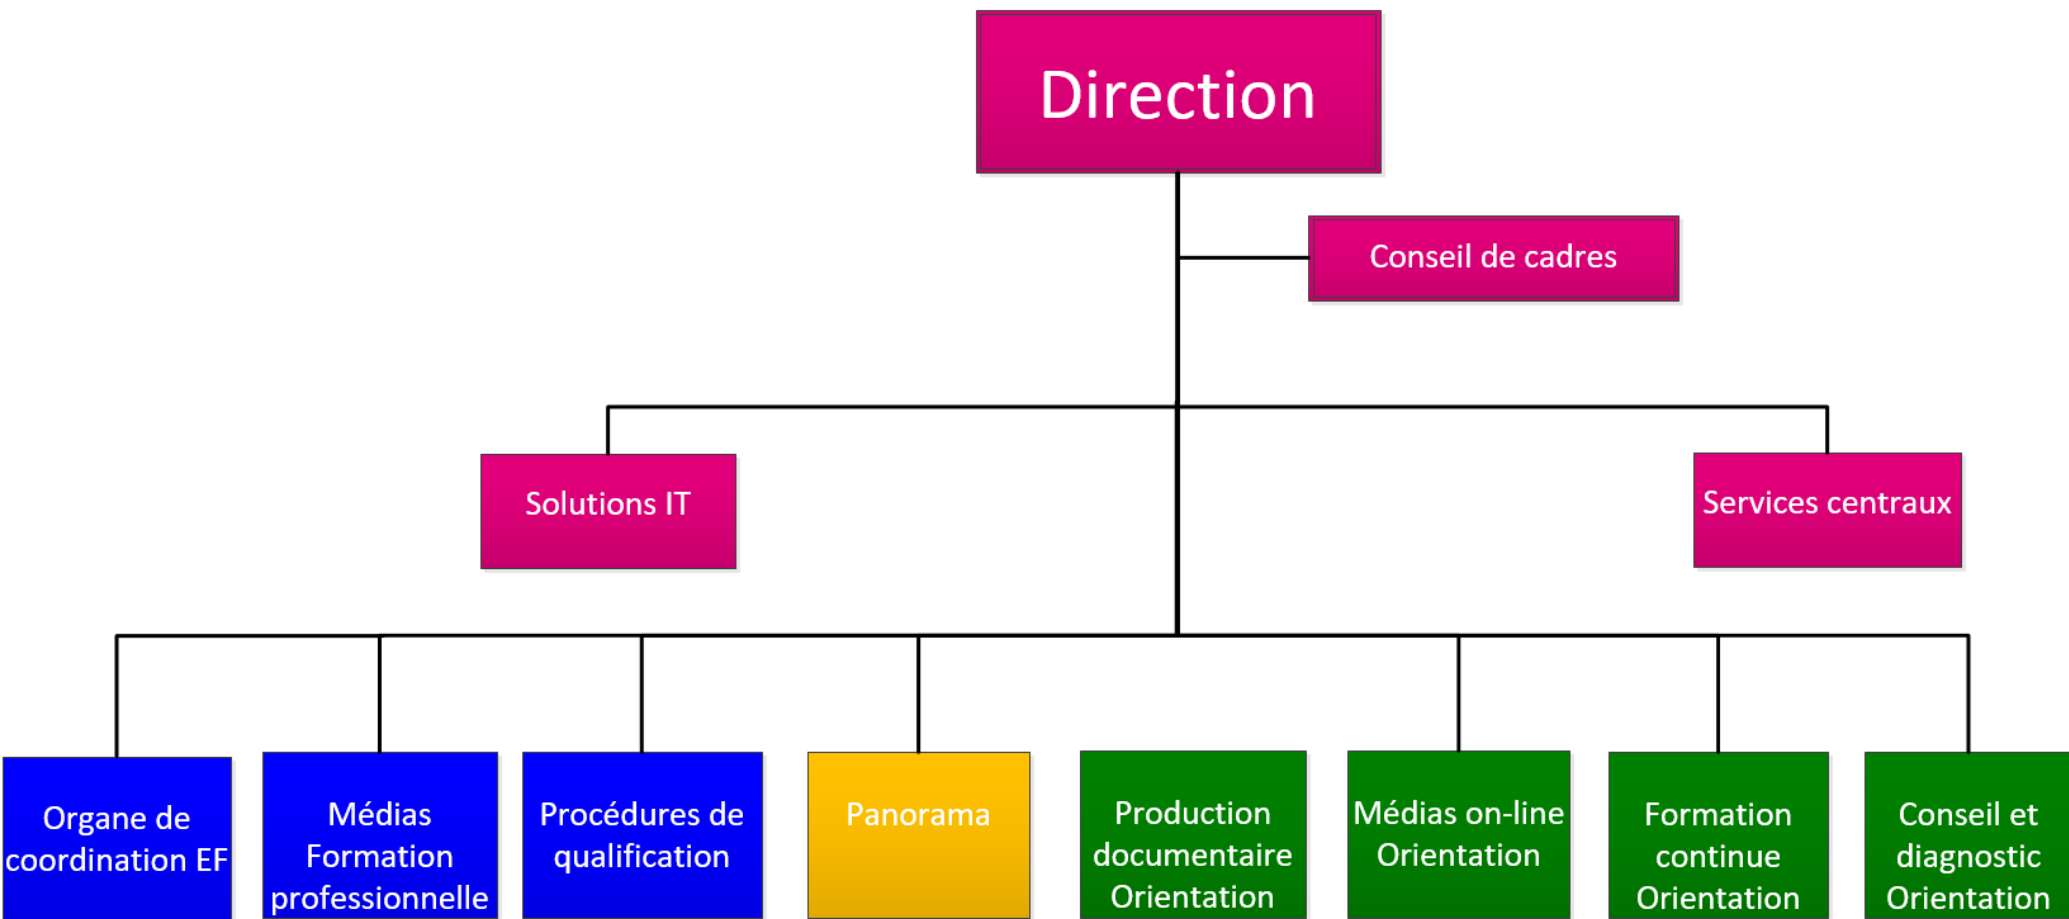 Direction
Conseil de cadres
Solutions IT
Services centraux
Organe de
coordination EF
Médias
Formation
professionnelle
Procédures de
qualification
Panorama
Production
documentaire
Orientation
Médias on-line
Orientation
Formation
continue
Orientation
Conseil et
diagnostic
Orientation